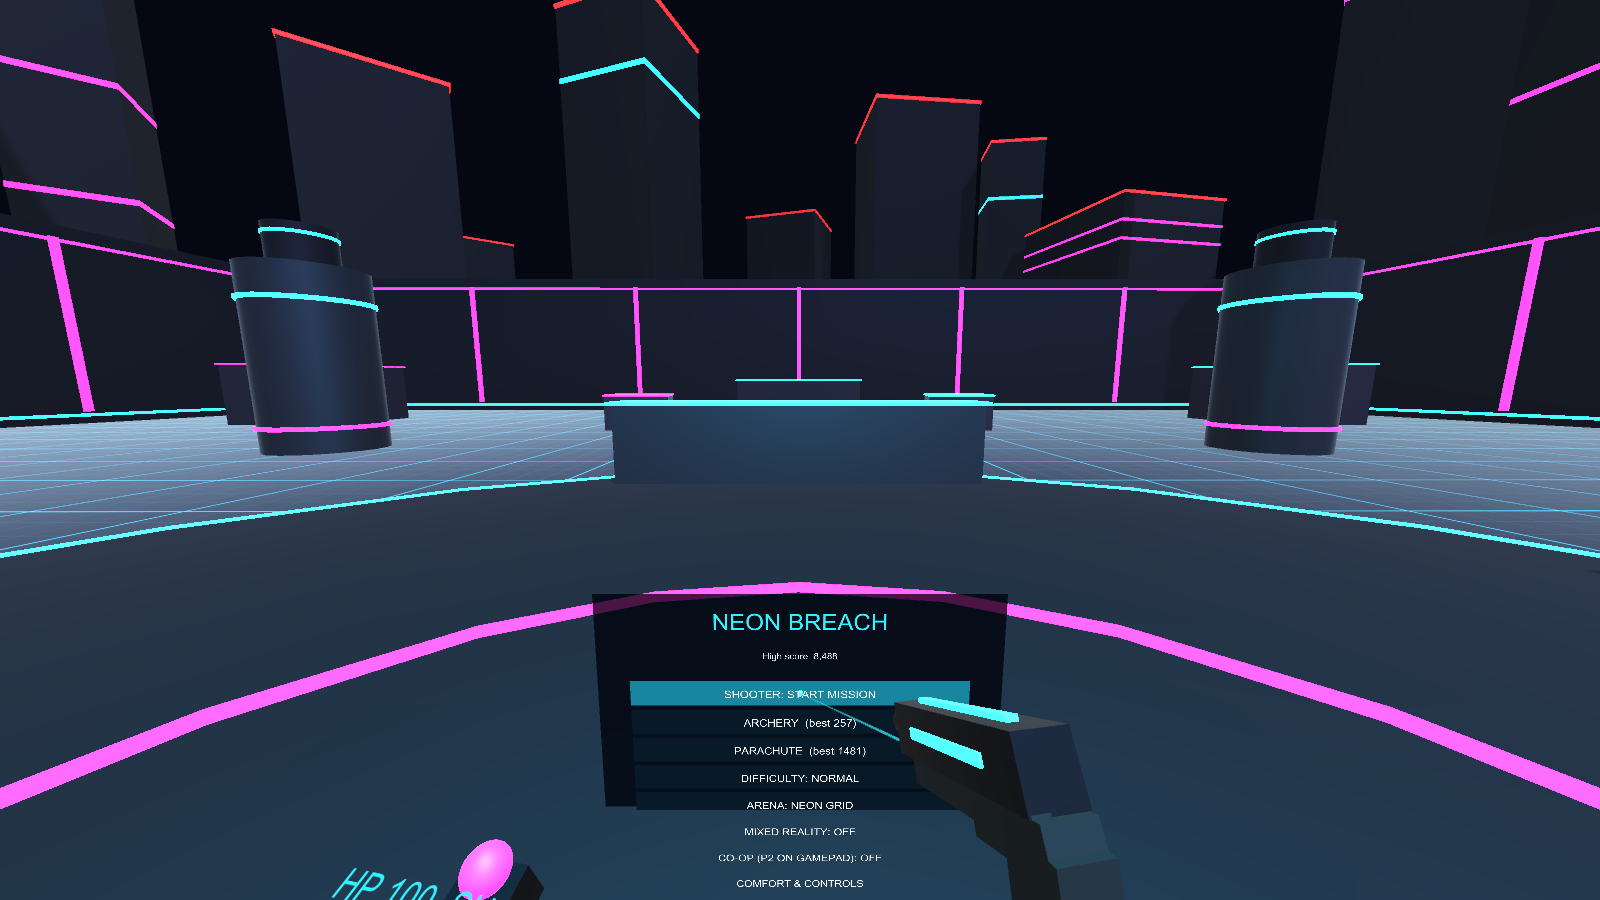 NEON BREACH
High score 8,488
SHOOTER: START MISSION
ARCHERY (best 257)
PARACHUTE (best 1481)
DIFFICULTY: NORMAL
ARENA: NEON GRID
MIXED REALITY: OFF
CO-OP (P2 ON GAMEPAD): OFF
COMFORT & CONTROLS
HP 100